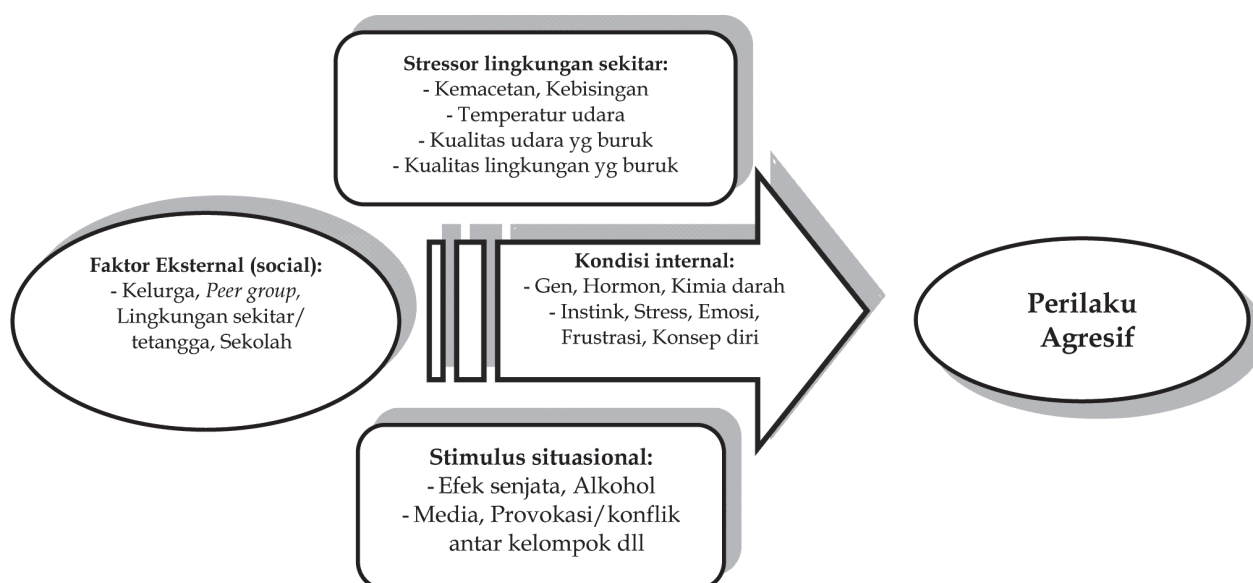 Stressor lingkungan sekitar:
- Kemacetan, Kebisingan
- Temperatur udara
- Kualitas udara yg buruk
- Kualitas lingkungan yg buruk
Faktor Eksternal (social):
- Kelurga, Peer group,
Lingkungan sekitar/
tetangga, Sekolah
Kondisi internal:
- Gen, Hormon, Kimia darah
- Instink, Stress, Emosi,
Frustrasi, Konsep diri
Perilaku
Agresif
Stimulus situasional:
- Efek senjata, Alkohol
- Media, Provokasi/konflik
antar kelompok dll